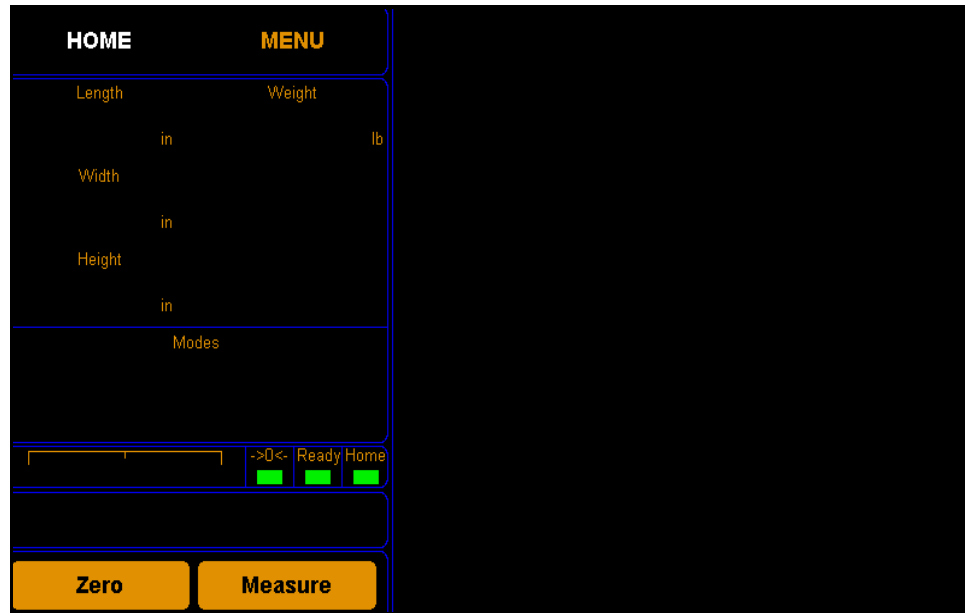 HOME MENU
Length Weight
in lb
Width
in
Height
in
Modes
->0<- Ready Home
Zero Measure